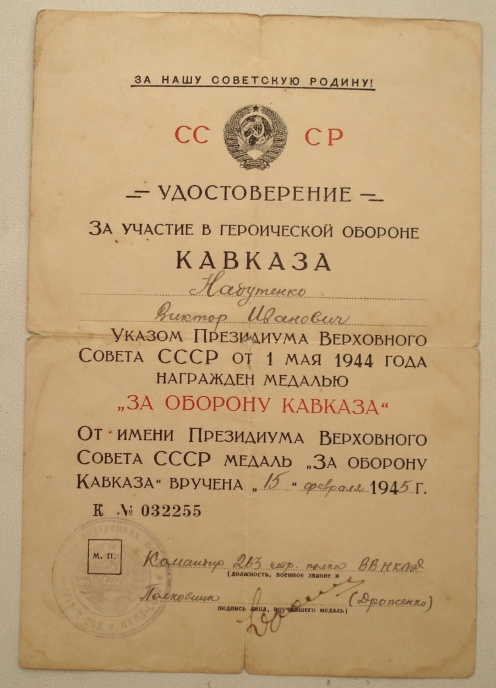 ЗА НАШУ СОВЕТСКУЮ РОДИНУ!
СС СР
УДОСТОВЕРЕНИЕ
ЗА УЧАСТИЕ В ГЕРОИЧЕСКОЙ ОБОРОНЕ
КАВКАЗА
Набутенко
Виктор Иванович
УКАЗОМ ПРЕЗИДИУМА ВЕРХОВНОГО
СОВЕТА СССР ОТ 1 МАЯ 1944 ГОДА
НАГРАЖДЕН МЕДАЛЬЮ
„ЗА ОБОРОНУ КАВКАЗА“
ОТ ИМЕНИ ПРЕЗИДИУМА ВЕРХОВНОГО
СОВЕТА СССР МЕДАЛЬ „ЗА ОБОРОНУ
КАВКАЗА“ ВРУЧЕНА „15“ февраля 1945 г.
К № 032255
М. П.
Командир 263 стр. полка ВВ НКВД
(должность, военное звание и
Полковник (Дроженко)
подпись лица, вручившего медаль)